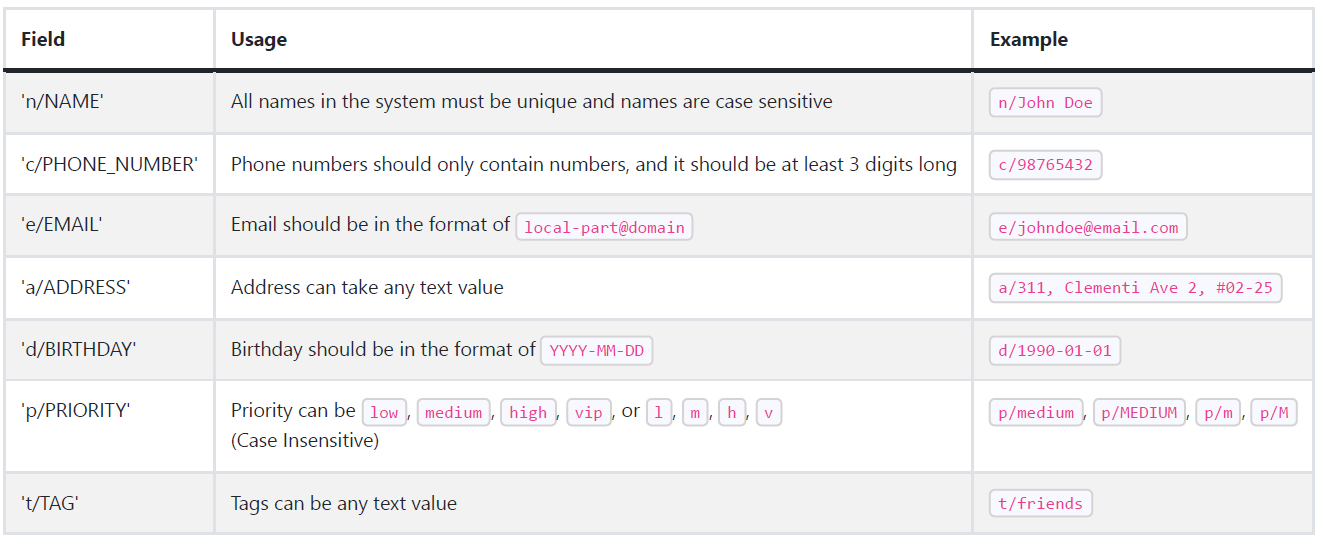 Field Usage Example
'n/NAME' All names in the system must be unique and names are case sensitive n/John Doe
'c/PHONE_NUMBER' Phone numbers should only contain numbers, and it should be at least 3 digits long c/98765432
'e/EMAIL' Email should be in the format of local-part@domain e/johndoe@email.com
'a/ADDRESS' Address can take any text value a/311, Clementi Ave 2, #02-25
'd/BIRTHDAY' Birthday should be in the format of YYYY-MM-DD d/1990-01-01
'p/PRIORITY' Priority can be low, medium, high, vip, or l, m, h, v p/medium, p/MEDIUM, p/m, p/M
(Case Insensitive)
't/TAG' Tags can be any text value t/friends